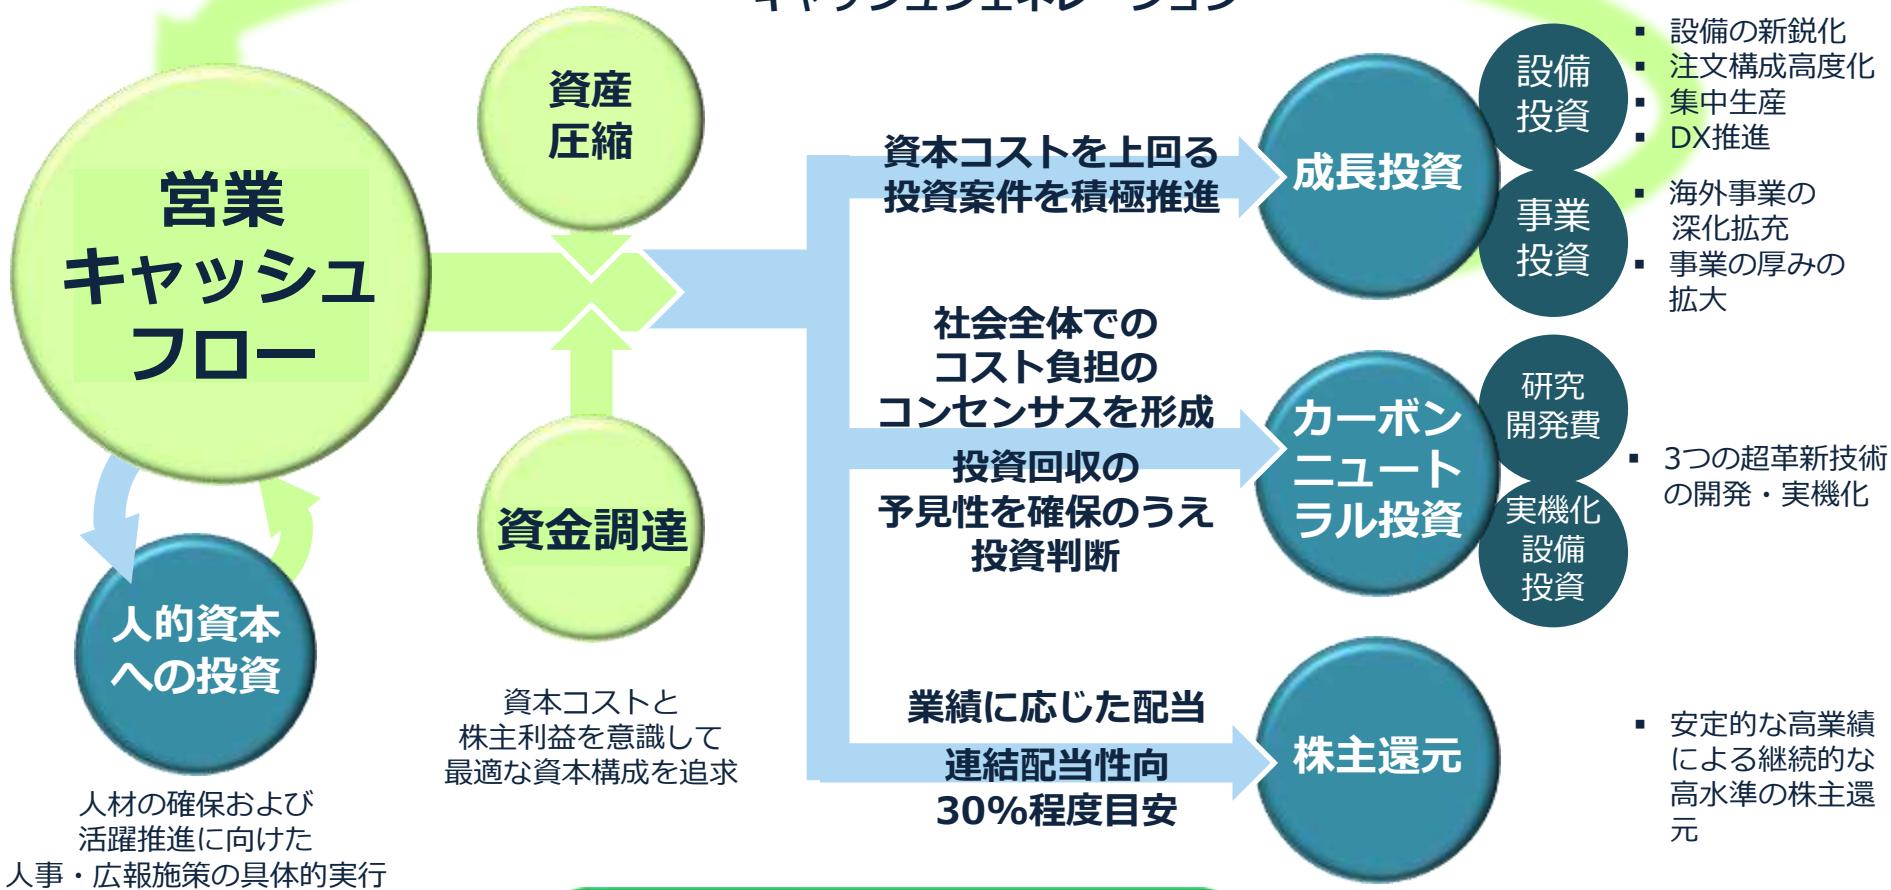 キャッシュジェネレーション
営業
キャッシュ
フロー
資産
圧縮
資金調達
資本コストと
株主利益を意識して
最適な資本構成を追求
人的資本
への投資
人材の確保および
活躍推進に向けた
人事・広報施策の具体的実行
資本コストを上回る
投資案件を積極推進
成長投資
設備
投資
▪ 設備の新鋭化
▪ 注文構成高度化
▪ 集中生産
▪ DX推進
事業
投資
▪ 海外事業の
深化拡充
▪ 事業の厚みの
拡大
社会全体での
コスト負担の
コンセンサスを形成
投資回収の
予見性を確保のうえ
投資判断
カーボン
ニュート
ラル投資
研究
開発費
実機化
設備
投資
▪ 3つの超革新技術
の開発・実機化
業績に応じた配当
連結配当性向
30%程度目安
株主還元
▪ 安定的な高業績
による継続的な
高水準の株主還
元